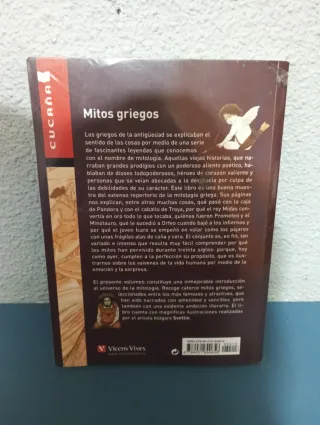 CUCAÑA
Mitos griegos
Los griegos de la antigüedad se explicaban el
sentido de las cosas por medio de una serie
de fascinantes leyendas que conocemos
con el nombre de mitología. Aquellas viejas historias, que na-
rraban grandes prodigios con un poderoso aliento poético, ha-
blaban de dioses todopoderosos, héroes de corazón valiente y
personas que se veían abocadas a la desgracia por culpa de
las debilidades de su carácter. Este libro es una buena mues-
tra del extenso repertorio de la mitología griega. Sus páginas
nos explican, entre otras muchas cosas, qué pasó con la caja
de Pandora y con el caballo de Troya, por qué el rey Midas con-
vertía en oro todo lo que tocaba, quiénes fueron Prometeo y el
Minotauro, qué le sucedió a Orfeo cuando bajó a los infiernos y
por qué el joven Ícaro se empeñó en volar como los pájaros
con unas frágiles alas de caña y cera. El conjunto es, en fin, tan
variado e intenso que resulta muy fácil comprender por qué
los mitos han pervivido durante treinta siglos: porque, hoy
como ayer, cumplen a la perfección su propósito, que es ilus-
trarnos sobre los vaivenes de la vida humana por medio de la
emoción y la sorpresa.
El presente volumen constituye una inmejorable introducción
al universo de la mitología. Recoge catorce mitos griegos, se-
leccionados entre los más famosos y atractivos, que
han sido narrados con amenidad y sencillez, pero
también con una evidente ambición literaria. El li-
bro cuenta con magníficas ilustraciones realizadas
por el artista búlgaro Svetlin.
Vicens Vives